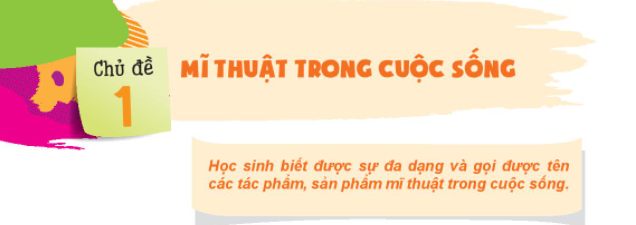 Chủ đề
1
MĨ THUẬT TRONG CUỘC SỐNG
Học sinh biết được sự đa dạng và gọi được tên
các tác phẩm, sản phẩm mĩ thuật trong cuộc sống.